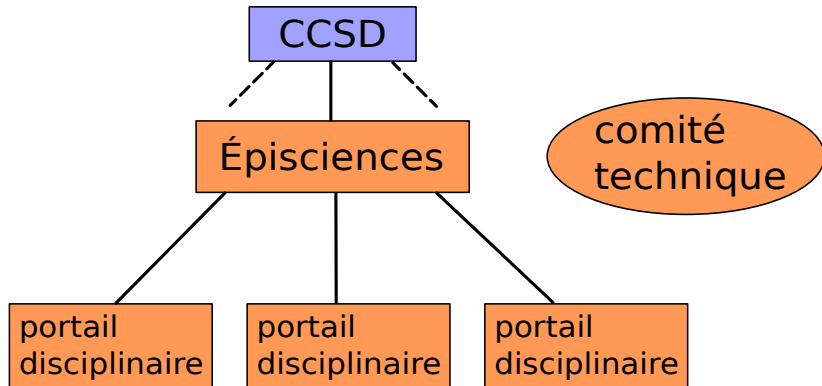 CCSD
Épisciences
comité
technique
portail
disciplinaire
portail
disciplinaire
portail
disciplinaire